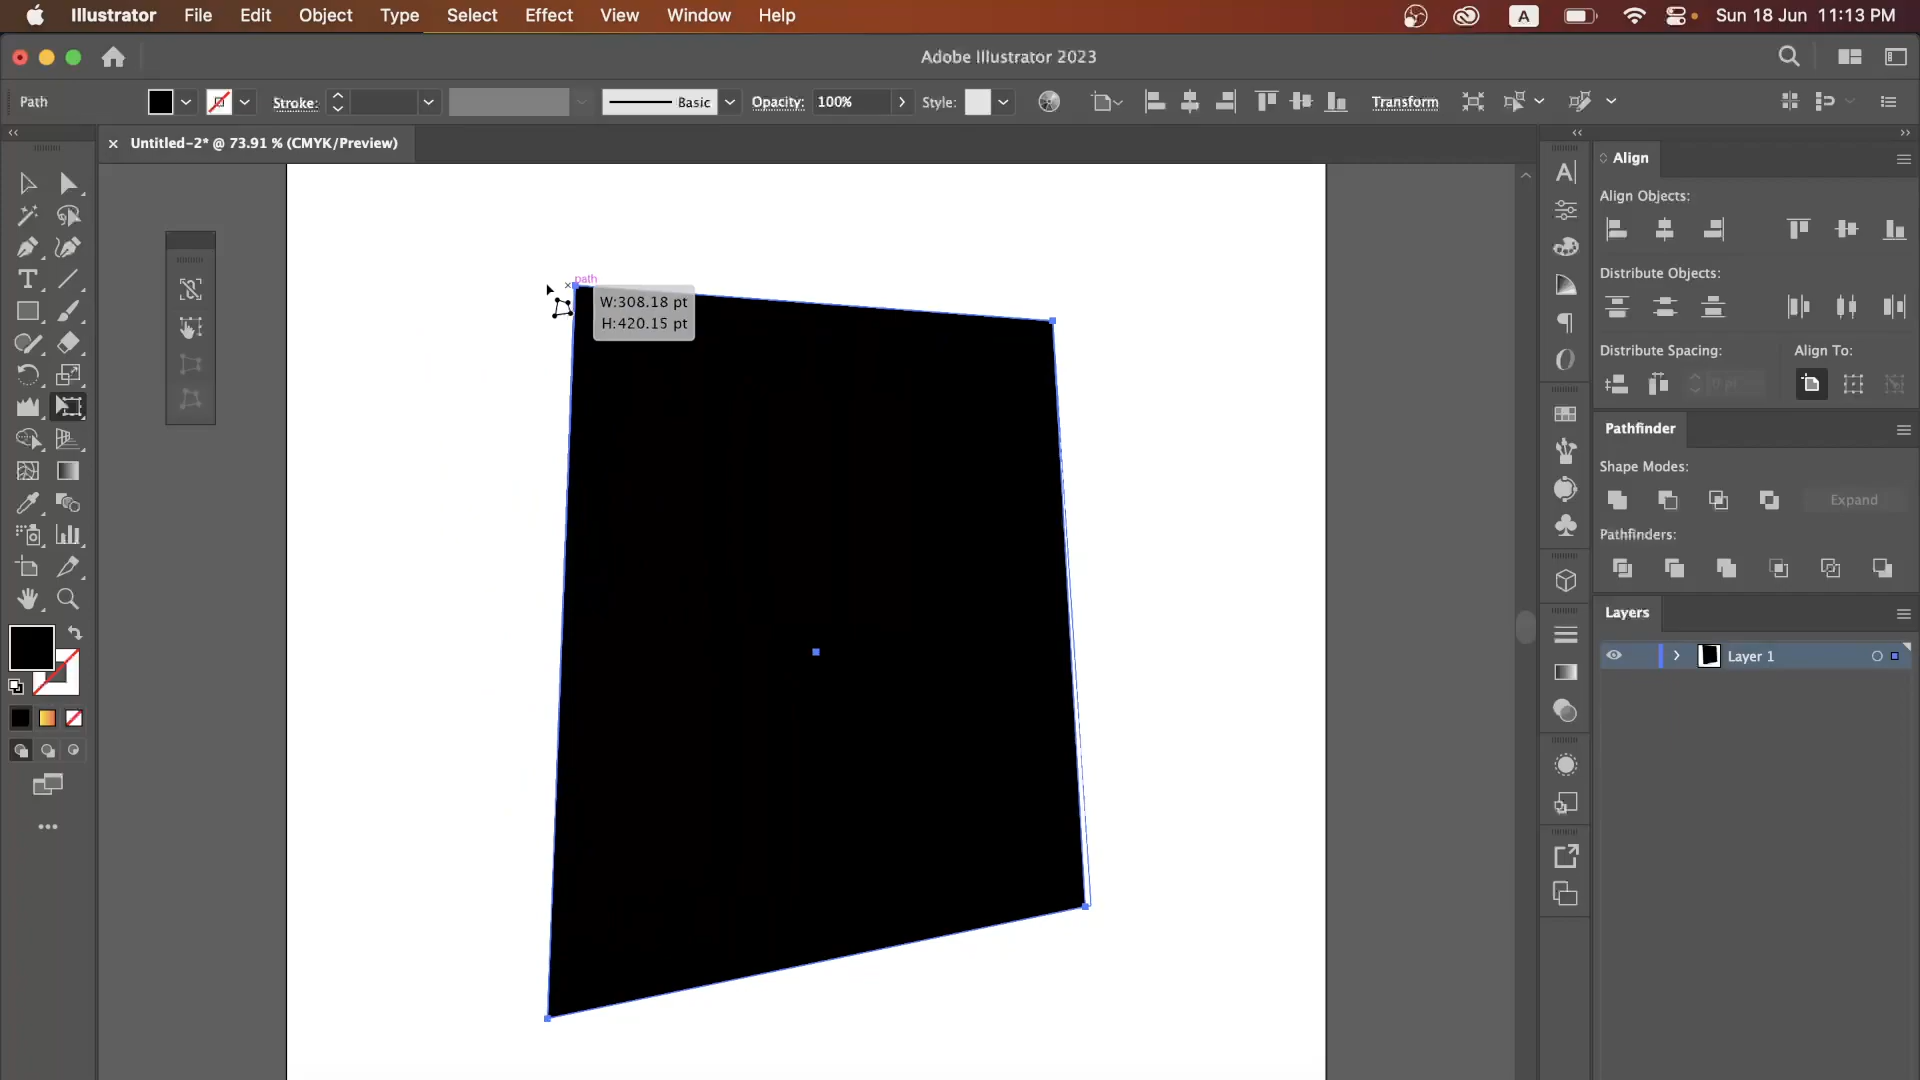 Illustrator File Edit Object Type Select Effect View Window Help A Sun 18 Jun 11:13 PM
Adobe Illustrator 2023
Path Stroke: Basic Opacity: 100% Style: Transform
Untitled-2* @ 73.91 % (CMYK/Preview)
Align
Align Objects:
Distribute Objects:
Distribute Spacing: Align To:
0 pt
Pathfinder
Shape Modes:
Expand
Pathfinders:
Layers
Layer 1
path
W:308.18 pt
H:420.15 pt